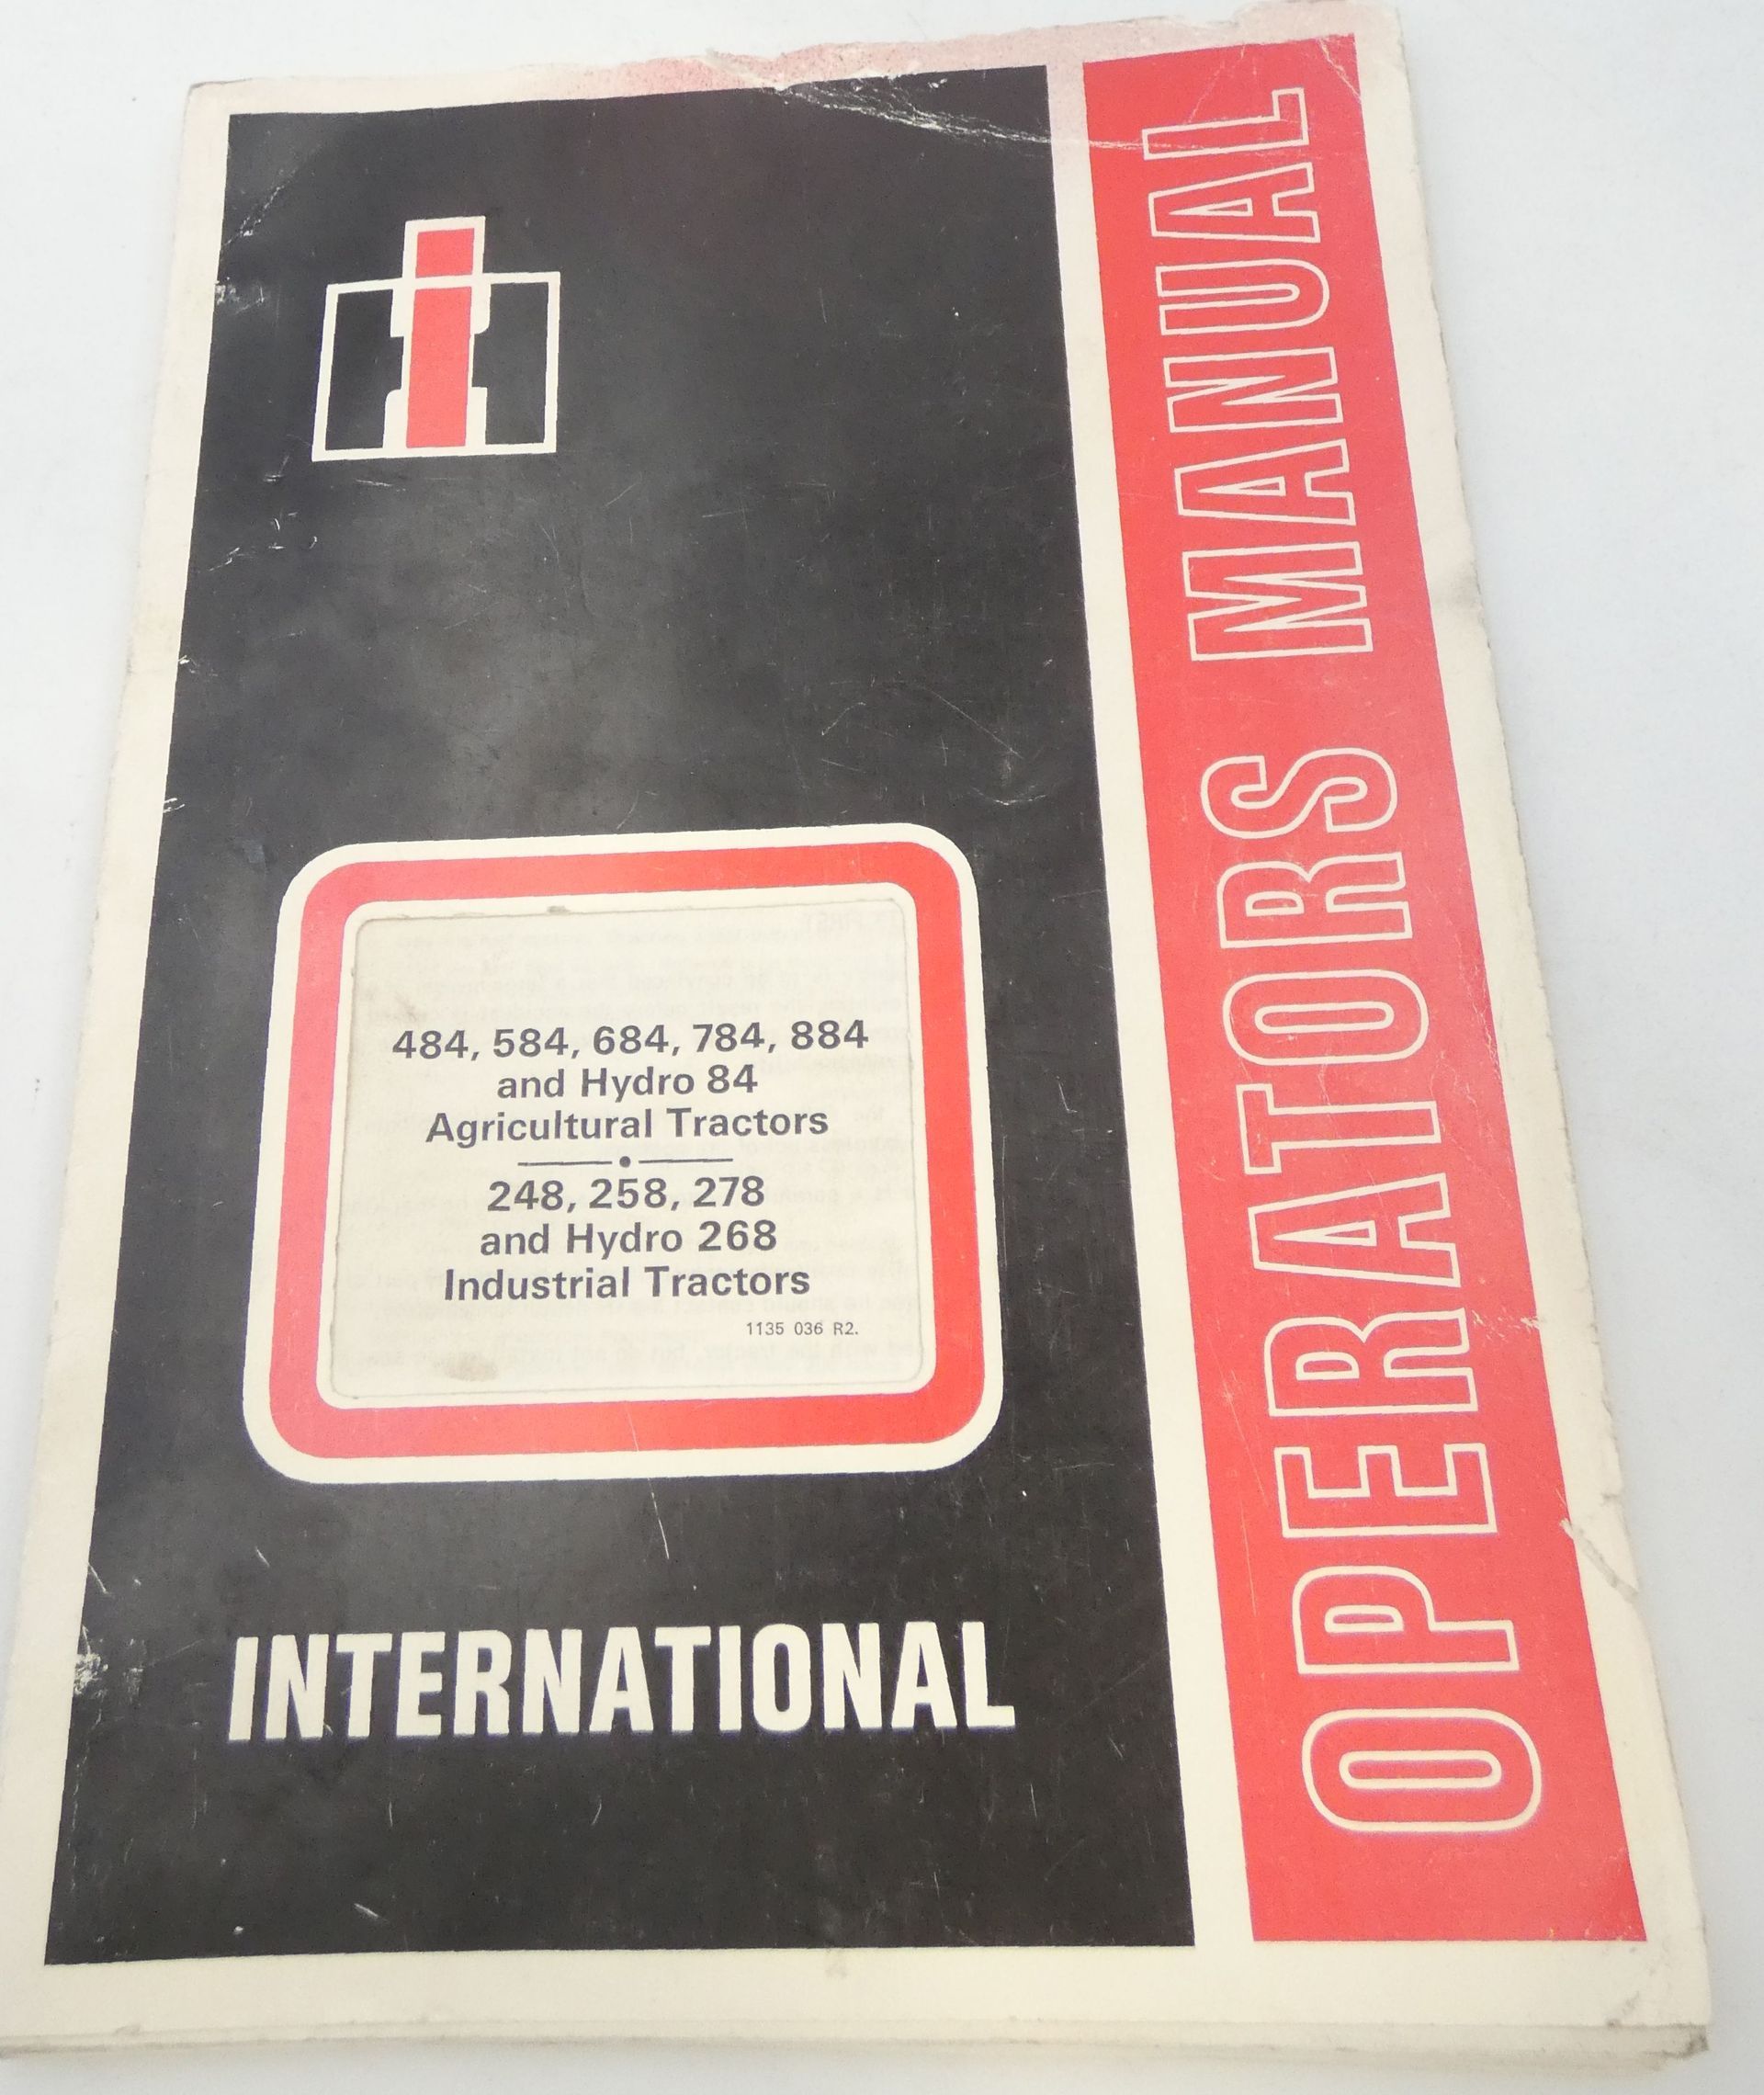 484, 584, 684, 784, 884
and Hydro 84
Agricultural Tractors
248, 258, 278
and Hydro 268
Industrial Tractors
1135 036 R2.
INTERNATIONAL
OPERATORS MANUAL